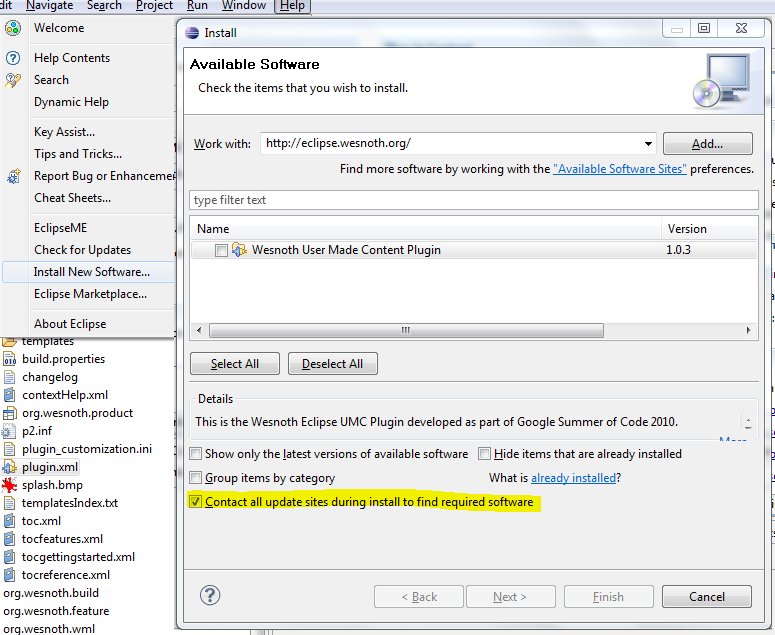 Navigate Search Project Run Window Help
Welcome
Help Contents
Search
Dynamic Help
Key Assist...
Tips and Tricks...
Report Bug or Enhanceme
Cheat Sheets...
EclipseME
Check for Updates
Install New Software...
Eclipse Marketplace...
About Eclipse
templates
build.properties
changelog
contextHelp.xml
org.wesnoth.product
p2.inf
plugin_customization.ini
plugin.xml
splash.bmp
templatesIndex.txt
toc.xml
tocfeatures.xml
tocgettingstarted.xml
tocreference.xml
org.wesnoth.build
org.wesnoth.feature
org.wesnoth.wml
Install
Available Software
Check the items that you wish to install.
Work with: http://eclipse.wesnoth.org/ Add...
Find more software by working with the "Available Software Sites" preferences.
type filter text
Name Version
Wesnoth User Made Content Plugin 1.0.3
Select All Deselect All
Details
This is the Wesnoth Eclipse UMC Plugin developed as part of Google Summer of Code 2010.
More...
Show only the latest versions of available software Hide items that are already installed
Group items by category What is already installed?
Contact all update sites during install to find required software
< Back Next > Finish Cancel